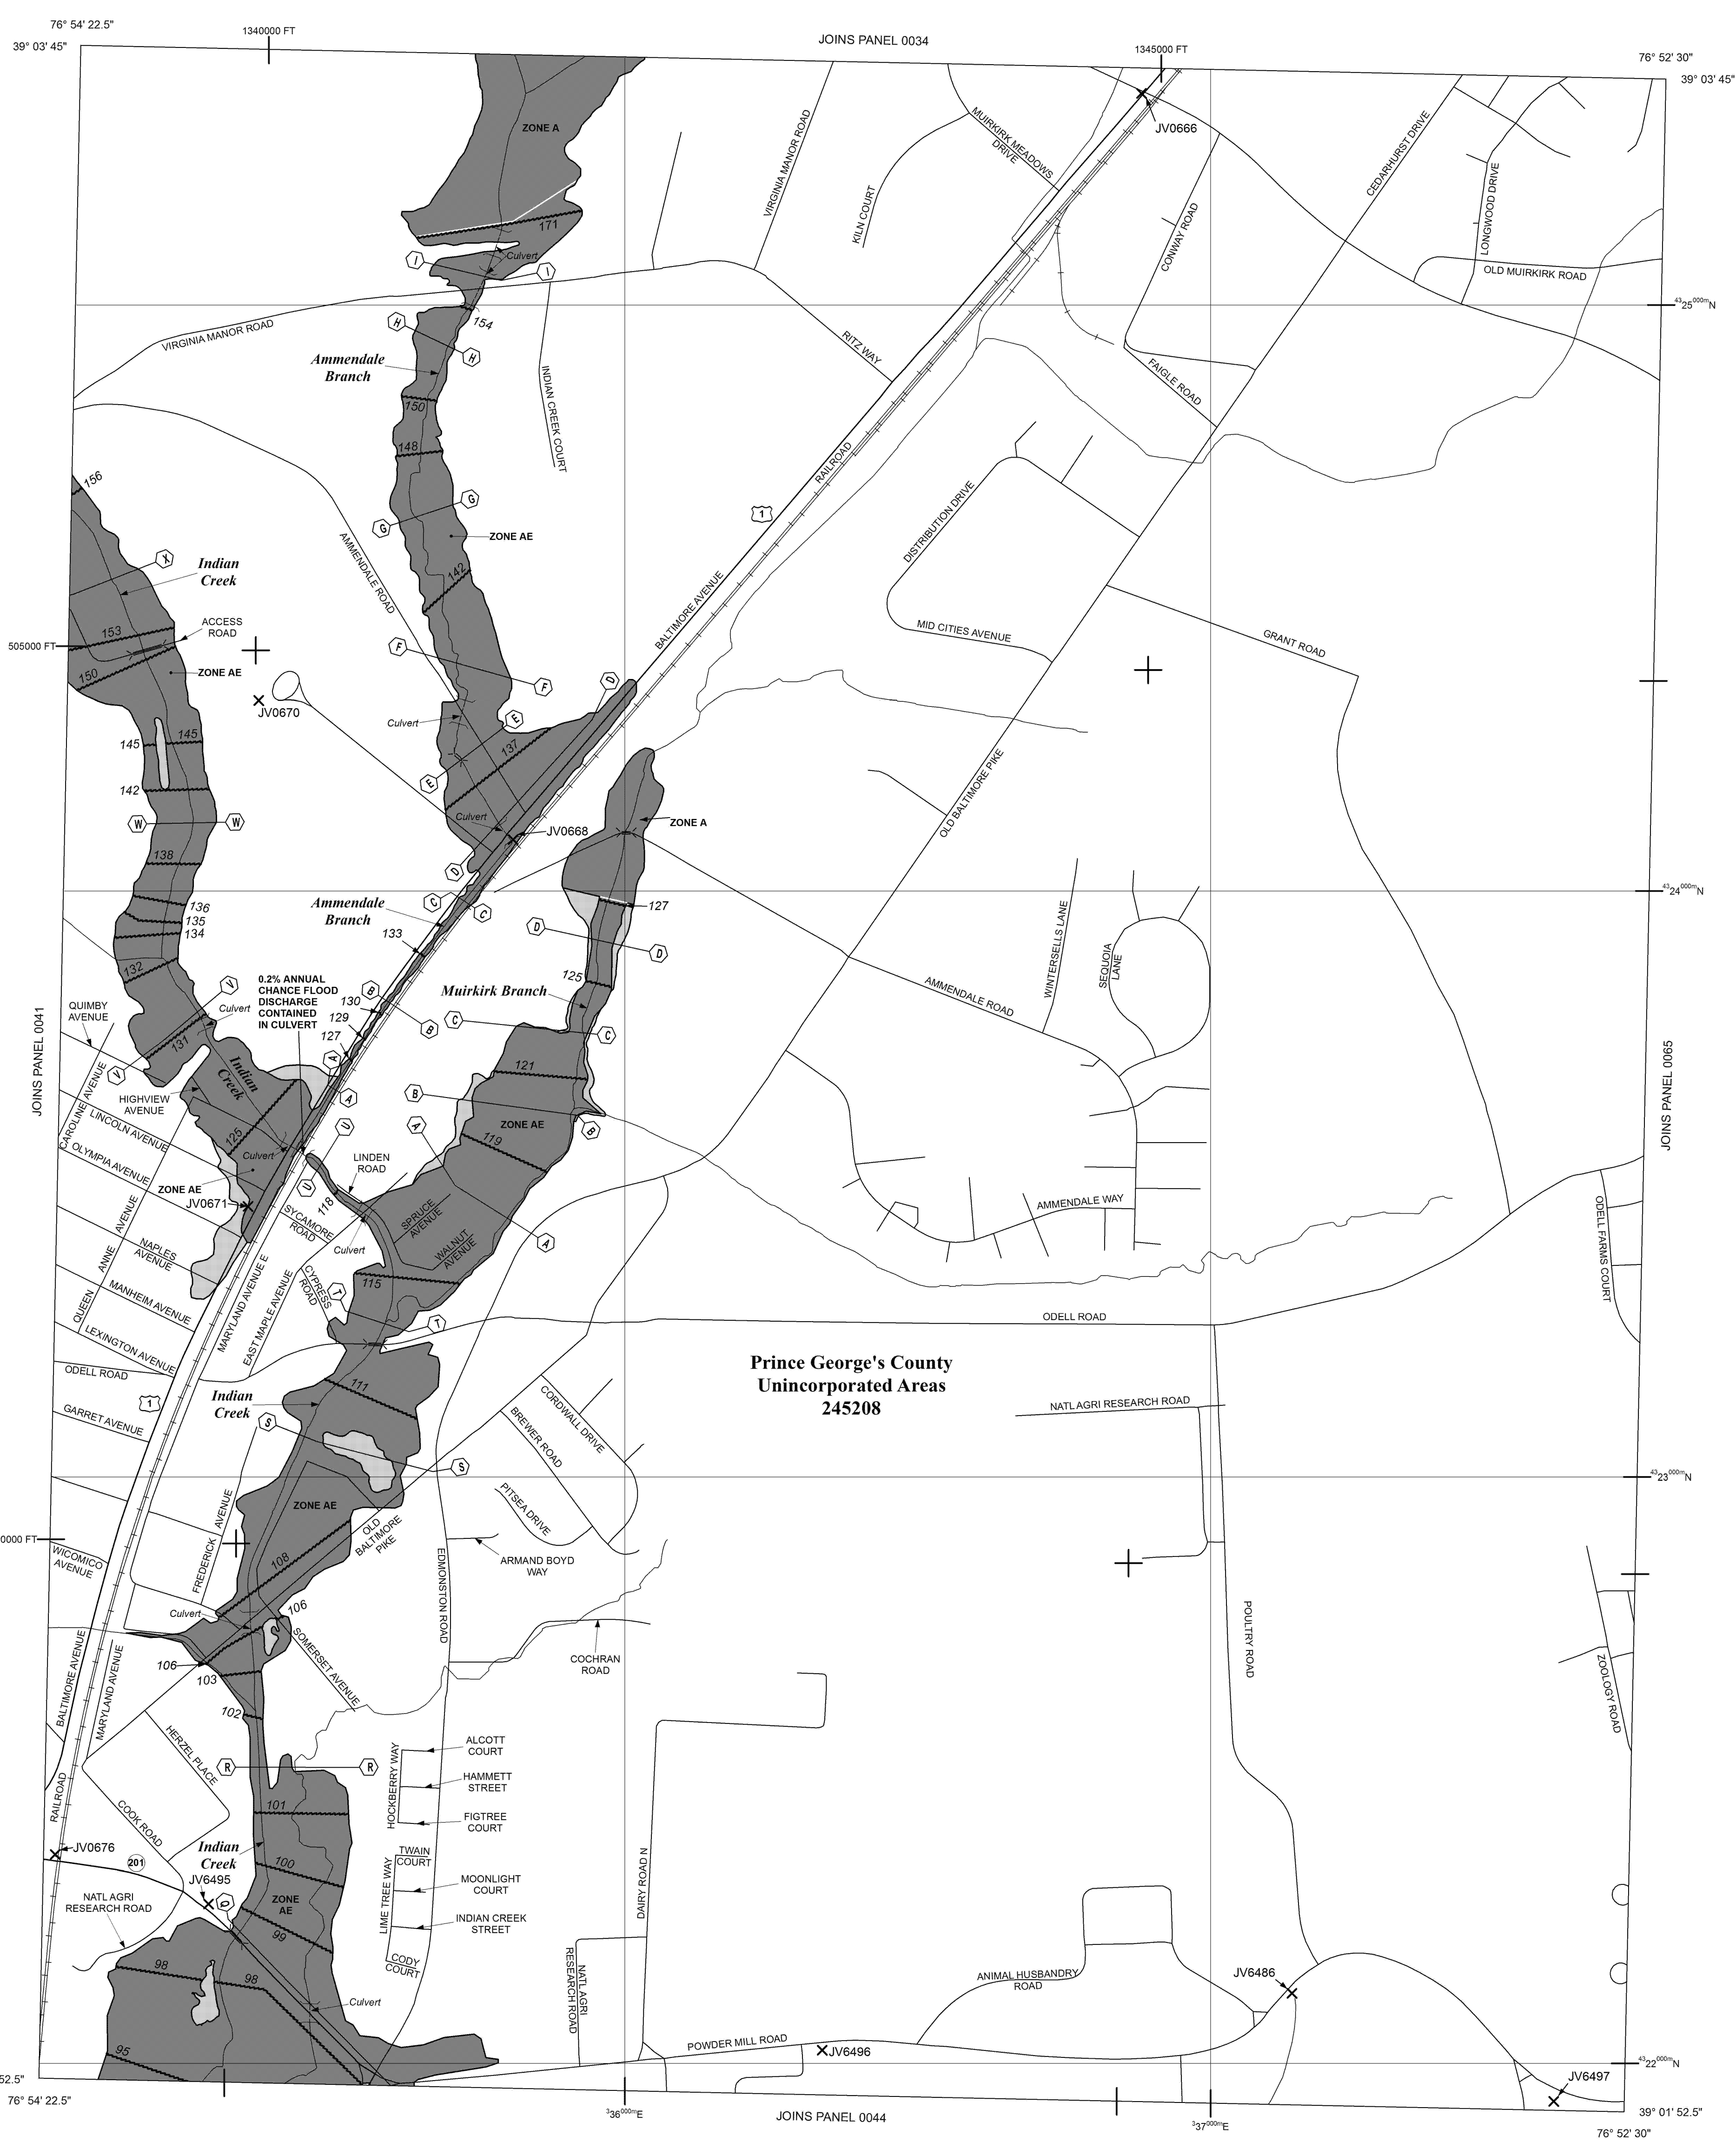 76° 54' 22.5"
39° 03' 45"
1340000 FT
JOINS PANEL 0034
1345000 FT
76° 52' 30"
39° 03' 45"
ZONE A
JV0666
MUIRKIRK MEADOWS
DRIVE
VIRGINIA MANOR ROAD
KILN COURT
CEDARHURST DRIVE
LONGWOOD DRIVE
CONWAY ROAD
OLD MUIRKIRK ROAD
171
Culvert
I
I
154
4325000mN
VIRGINIA MANOR ROAD
H
H
Ammendale
Branch
RITZ WAY
FAIGLE ROAD
INDIAN CREEK COURT
150
148
RAILROAD
156
G
G
1
DISTRIBUTION DRIVE
ZONE AE
AMMENDALE ROAD
X
Indian
Creek
142
BALTIMORE AVENUE
ACCESS
ROAD
153
505000 FT
MID CITIES AVENUE
GRANT ROAD
F
F
150
ZONE AE
D
JV0670
Culvert
E
E
137
145
145
142
OLD BALTIMORE PIKE
W
W
Culvert
JV0668
ZONE A
138
D
4324000mN
136
135
134
Ammendale
Branch
C
C
127
133
D
D
132
WINTERSELLS LANE
SEQUOIA
LANE
0.2% ANNUAL
CHANCE FLOOD
DISCHARGE
CONTAINED
IN CULVERT
V
Culvert
125
130
B
B
129
127
Muirkirk Branch
AMMENDALE ROAD
QUIMBY
AVENUE
C
C
131
V
JOINS PANEL 0041
JOINS PANEL 0065
Indian
Creek
A
A
121
HIGHVIEW
AVENUE
CAROLINE AVENUE
LINCOLN AVENUE
B
B
125
U
U
A
A
ZONE AE
119
OLYMPIA AVENUE
Culvert
LINDEN
ROAD
ZONE AE
JV0671
118
SYCAMORE
ROAD
SPRUCE
AVENUE
WALNUT
AVENUE
Culvert
AMMENDALE WAY
ODELL FARMS COURT
NAPLES
AVENUE
QUEEN ANNE AVENUE
MANHEIM AVENUE
LEXINGTON AVENUE
MARYLAND AVENUE E
EAST MAPLE AVENUE
CYPRESS
ROAD
115
T
T
ODELL ROAD
Prince George's County
Unincorporated Areas
245208
ODELL ROAD
111
1
GARRET AVENUE
Indian
Creek
S
S
CORDWALL DRIVE
BREWER ROAD
NATL AGRI RESEARCH ROAD
4323000mN
PITSEA DRIVE
ZONE AE
FREDERICK AVENUE
OLD
BALTIMORE
PIKE
0000 FT
WICOMICO
AVENUE
108
ARMAND BOYD
WAY
EDMONSTON ROAD
Culvert
106
SOMERSET AVENUE
POULTRY ROAD
COCHRAN
ROAD
ZOOLOGY ROAD
106
103
102
BALTIMORE AVENUE
MARYLAND AVENUE
HERZEL PLACE
R
R
HOCKBERRY WAY
ALCOTT
COURT
HAMMETT
STREET
FIGTREE
COURT
RAILROAD
COOK ROAD
101
JV0676
201
Indian
Creek
100
JV6495
TWAIN
COURT
LIME TREE WAY
MOONLIGHT
COURT
INDIAN CREEK
STREET
CODY
COURT
DAIRY ROAD N
NATL AGRI
RESEARCH ROAD
Q
ZONE
AE
99
98
98
Culvert
NATL AGRI
RESEARCH ROAD
ANIMAL HUSBANDRY
ROAD
JV6486
POWDER MILL ROAD
JV6496
95
4322000mN
JV6497
52.5"
76° 54' 22.5"
336000mE
JOINS PANEL 0044
337000mE
39° 01' 52.5"
76° 52' 30"